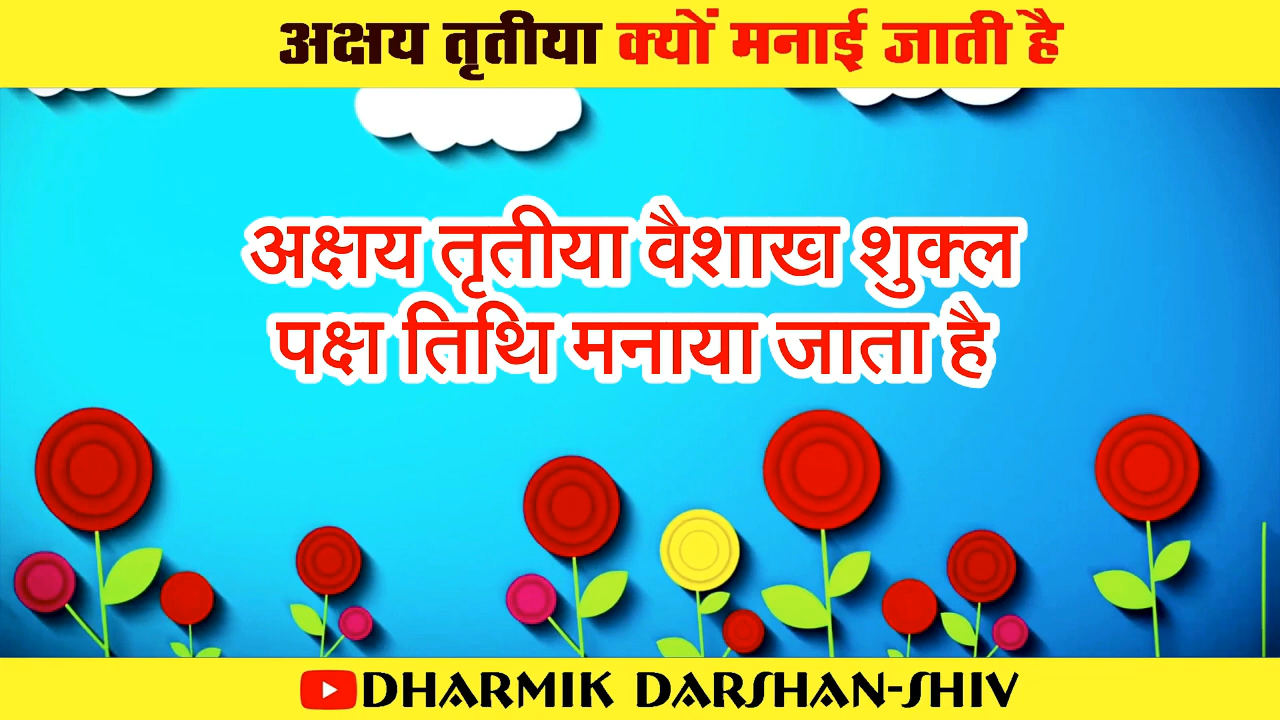 अक्षय तृतीया क्यों मनाई जाती है
अक्षय तृतीया वैशाख शुक्ल
पक्ष तिथि मनाया जाता है
DHARMIK DARSHAN-SHIV